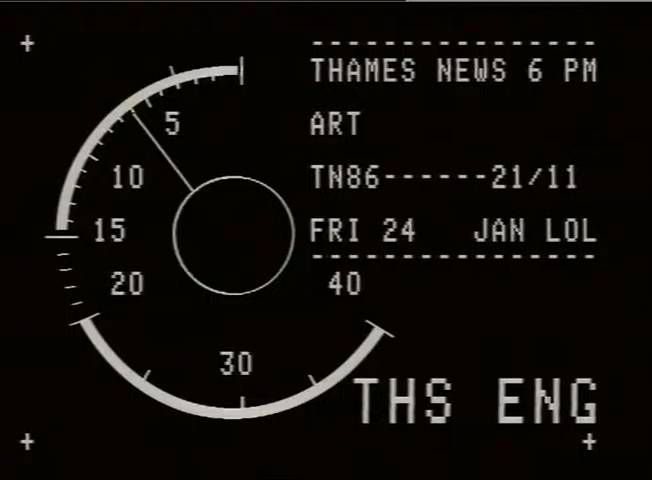 THAMES NEWS 6 PM
ART
TN86------21/11
FRI 24 JAN LOL
5
10
15
20
30
40
THS ENG